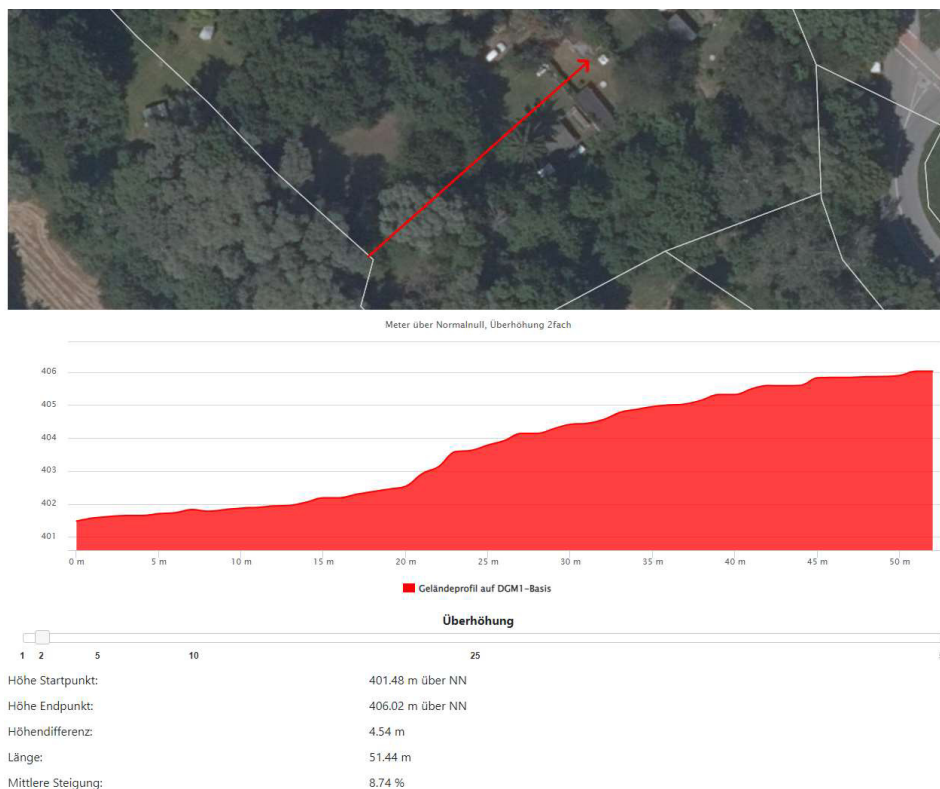 Meter über Normalnull, Überhöhung 2fach
406
405
404
403
402
401
0 m 5 m 10 m 15 m 20 m 25 m 30 m 35 m 40 m 45 m 50 m
Geländeprofil auf DGM1-Basis
Überhöhung
1 2 5 10 25
Höhe Startpunkt: 401.48 m über NN
Höhe Endpunkt: 406.02 m über NN
Höhendifferenz: 4.54 m
Länge: 51.44 m
Mittlere Steigung: 8.74 %